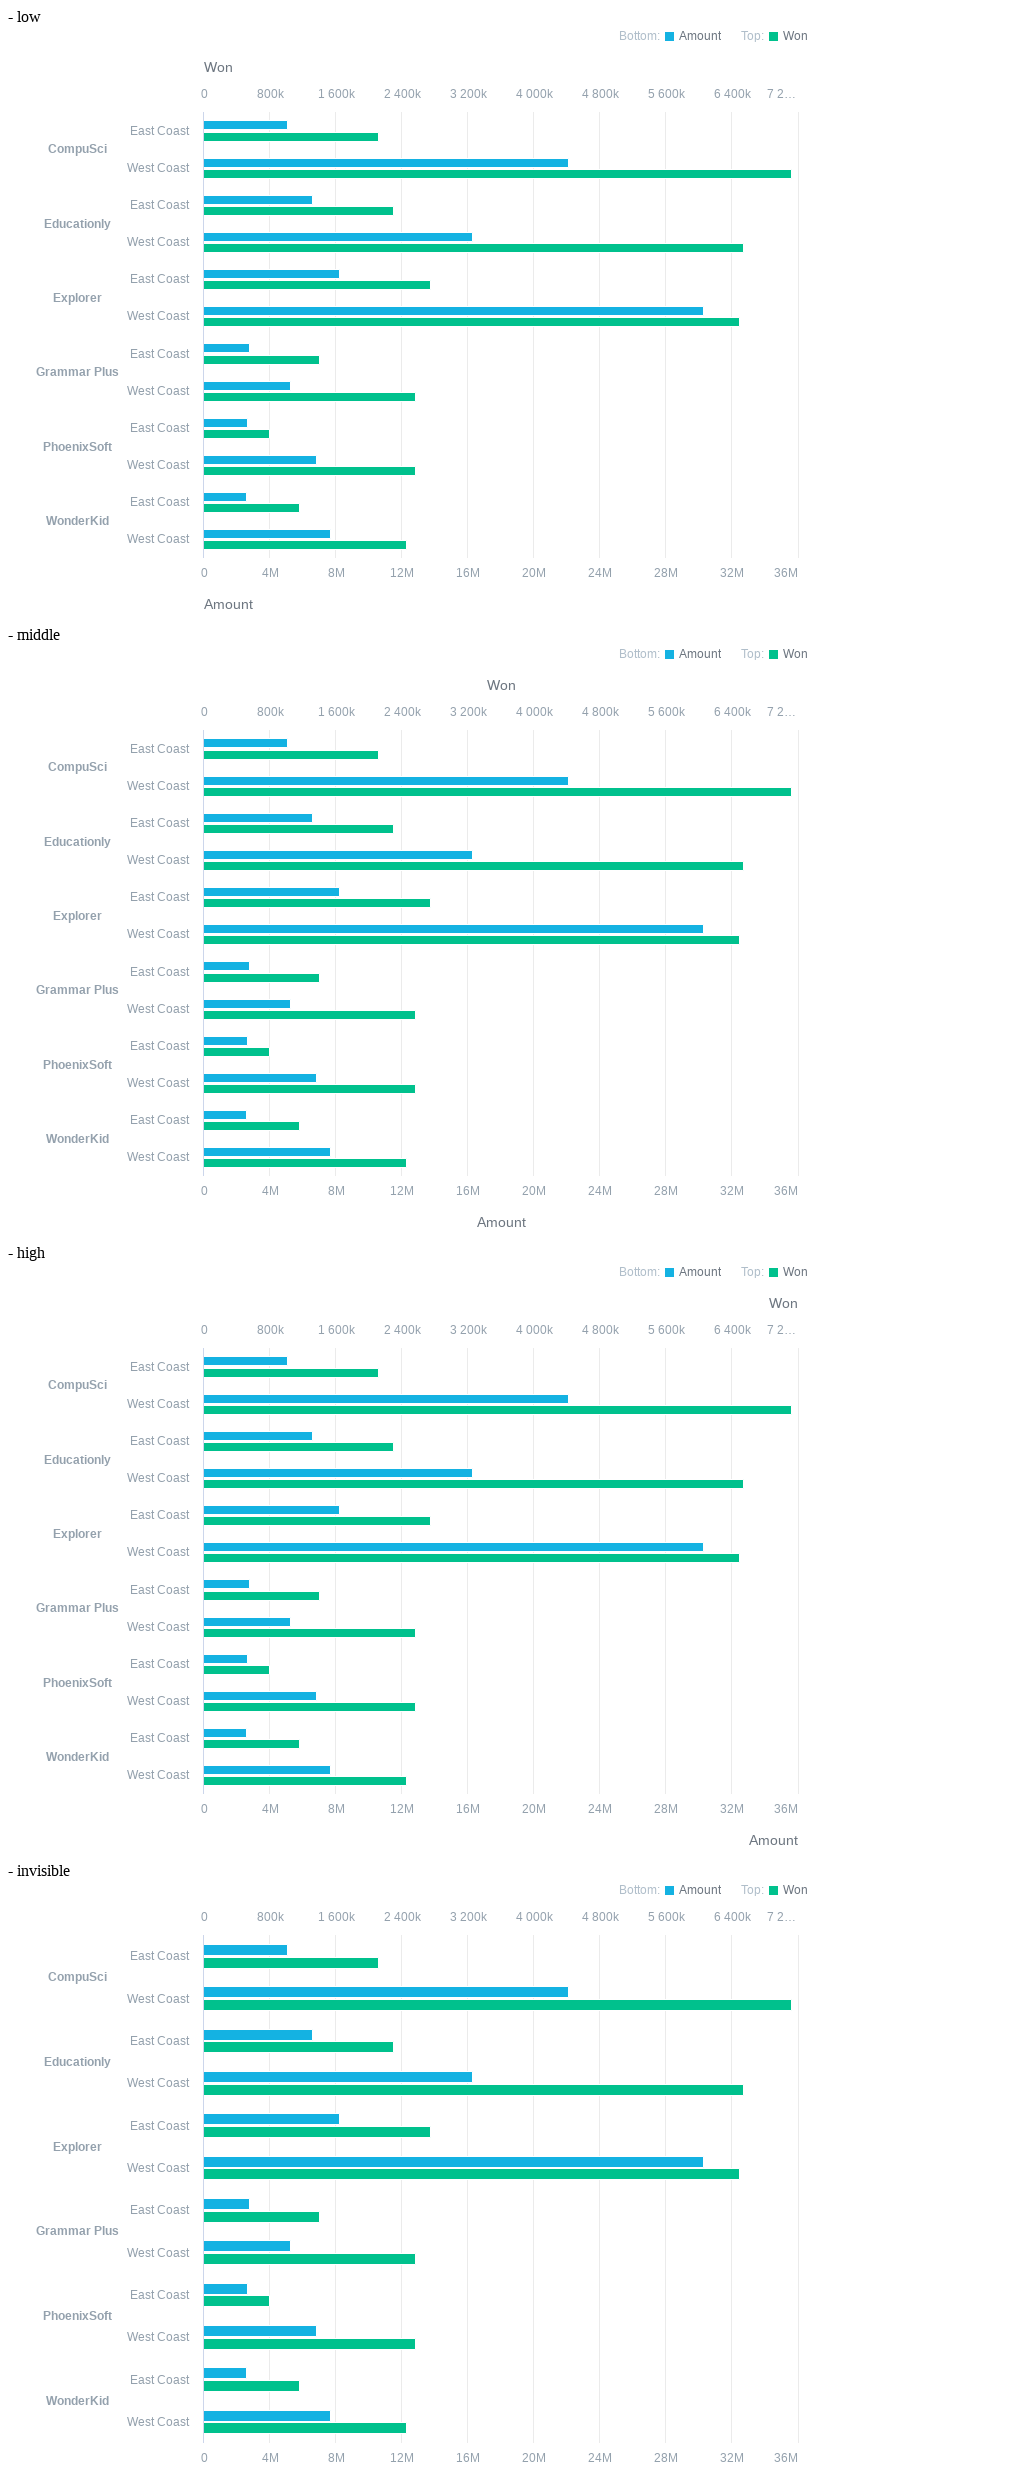 - low
Bottom: Amount Top: Won
Won
0 800k 1 600k 2 400k 3 200k 4 000k 4 800k 5 600k 6 400k 7 2…
East Coast
CompuSci
West Coast
East Coast
Educationly
West Coast
East Coast
Explorer
West Coast
East Coast
Grammar Plus
West Coast
East Coast
PhoenixSoft
West Coast
East Coast
WonderKid
West Coast
0 4M 8M 12M 16M 20M 24M 28M 32M 36M
Amount
- middle
Bottom: Amount Top: Won
Won
0 800k 1 600k 2 400k 3 200k 4 000k 4 800k 5 600k 6 400k 7 2…
East Coast
CompuSci
West Coast
East Coast
Educationly
West Coast
East Coast
Explorer
West Coast
East Coast
Grammar Plus
West Coast
East Coast
PhoenixSoft
West Coast
East Coast
WonderKid
West Coast
0 4M 8M 12M 16M 20M 24M 28M 32M 36M
Amount
- high
Bottom: Amount Top: Won
Won
0 800k 1 600k 2 400k 3 200k 4 000k 4 800k 5 600k 6 400k 7 2…
East Coast
CompuSci
West Coast
East Coast
Educationly
West Coast
East Coast
Explorer
West Coast
East Coast
Grammar Plus
West Coast
East Coast
PhoenixSoft
West Coast
East Coast
WonderKid
West Coast
0 4M 8M 12M 16M 20M 24M 28M 32M 36M
Amount
- invisible
Bottom: Amount Top: Won
0 800k 1 600k 2 400k 3 200k 4 000k 4 800k 5 600k 6 400k 7 2…
East Coast
CompuSci
West Coast
East Coast
Educationly
West Coast
East Coast
Explorer
West Coast
East Coast
Grammar Plus
West Coast
East Coast
PhoenixSoft
West Coast
East Coast
WonderKid
West Coast
0 4M 8M 12M 16M 20M 24M 28M 32M 36M